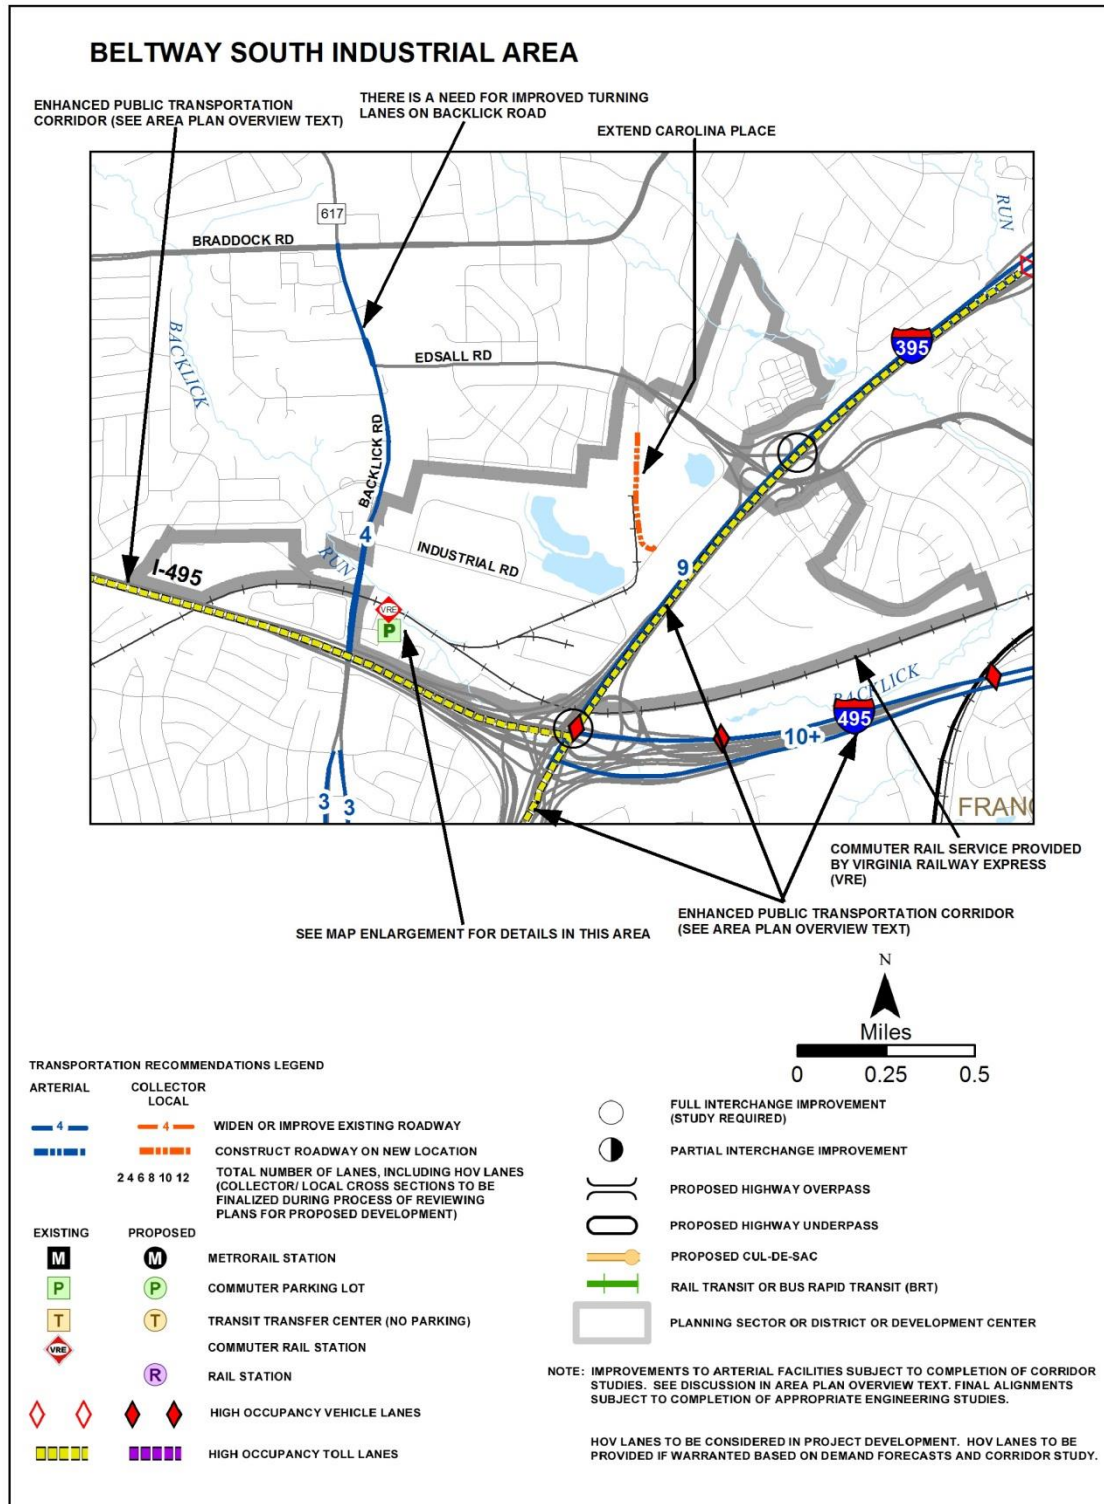 BELTWAY SOUTH INDUSTRIAL AREA
ENHANCED PUBLIC TRANSPORTATION
CORRIDOR (SEE AREA PLAN OVERVIEW TEXT)
THERE IS A NEED FOR IMPROVED TURNING
LANES ON BACKLICK ROAD
EXTEND CAROLINA PLACE
617
BRADDOCK RD
RUN
BACKLICK
395
EDSALL RD
BACKLICK RD
4
INDUSTRIAL RD
RUN
I-495
9
VRE
P
BACKLICK
495
10+
3
3
FRANC
COMMUTER RAIL SERVICE PROVIDED
BY VIRGINIA RAILWAY EXPRESS
(VRE)
ENHANCED PUBLIC TRANSPORTATION CORRIDOR
(SEE AREA PLAN OVERVIEW TEXT)
SEE MAP ENLARGEMENT FOR DETAILS IN THIS AREA
N
Miles
0 0.25 0.5
TRANSPORTATION RECOMMENDATIONS LEGEND
ARTERIAL
COLLECTOR
LOCAL
4 4 WIDEN OR IMPROVE EXISTING ROADWAY
CONSTRUCT ROADWAY ON NEW LOCATION
2 4 6 8 10 12 TOTAL NUMBER OF LANES, INCLUDING HOV LANES
(COLLECTOR/ LOCAL CROSS SECTIONS TO BE
FINALIZED DURING PROCESS OF REVIEWING
PLANS FOR PROPOSED DEVELOPMENT)
EXISTING PROPOSED
M M METRORAIL STATION
P P COMMUTER PARKING LOT
T T TRANSIT TRANSFER CENTER (NO PARKING)
VRE COMMUTER RAIL STATION
R RAIL STATION
HIGH OCCUPANCY VEHICLE LANES
HIGH OCCUPANCY TOLL LANES
FULL INTERCHANGE IMPROVEMENT
(STUDY REQUIRED)
PARTIAL INTERCHANGE IMPROVEMENT
PROPOSED HIGHWAY OVERPASS
PROPOSED HIGHWAY UNDERPASS
PROPOSED CUL-DE-SAC
RAIL TRANSIT OR BUS RAPID TRANSIT (BRT)
PLANNING SECTOR OR DISTRICT OR DEVELOPMENT CENTER
NOTE: IMPROVEMENTS TO ARTERIAL FACILITIES SUBJECT TO COMPLETION OF CORRIDOR
STUDIES. SEE DISCUSSION IN AREA PLAN OVERVIEW TEXT. FINAL ALIGNMENTS
SUBJECT TO COMPLETION OF APPROPRIATE ENGINEERING STUDIES.
HOV LANES TO BE CONSIDERED IN PROJECT DEVELOPMENT. HOV LANES TO BE
PROVIDED IF WARRANTED BASED ON DEMAND FORECASTS AND CORRIDOR STUDY.